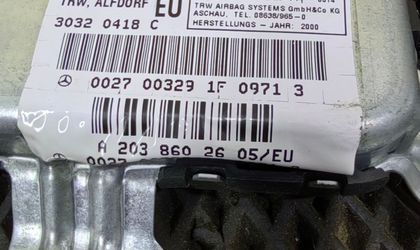 TRW, ALFDORF EU
3032 0418 C
TRW AIRBAG SYSTEMS GmbH&Co KG
ASCHAU, TEL. 08638/965-0
HERSTELLUNGS - JAHR: 2000
0027 00329 1F 0971 3
A 203 860 26 05/EU